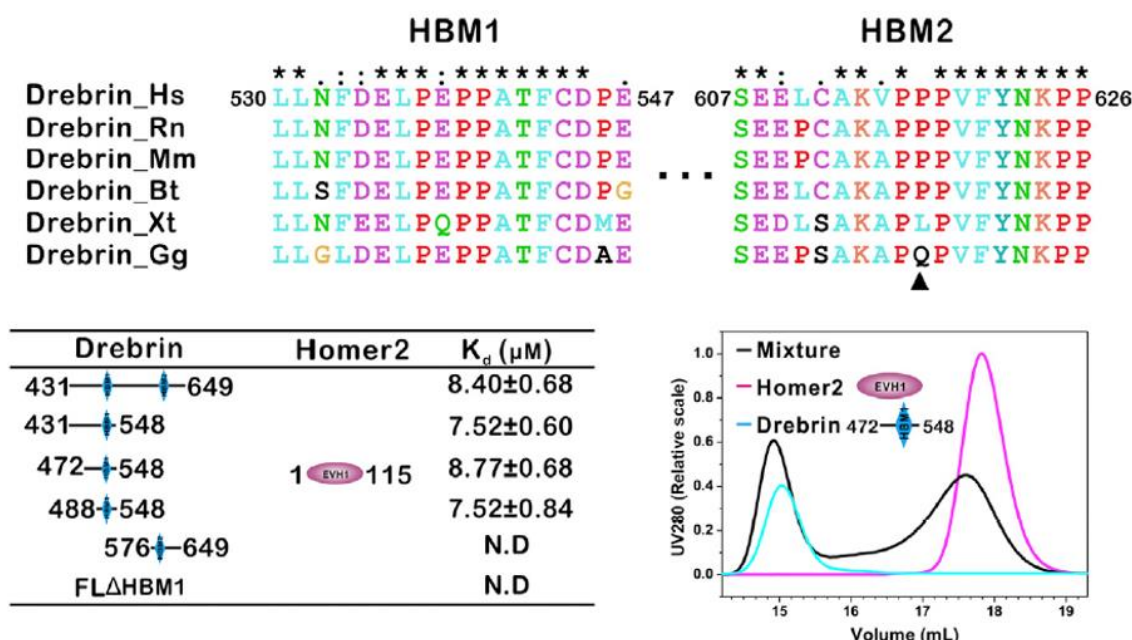 HBM1 HBM2
**.::***:*******  . **: .**.* *********
Drebrin_Hs 530 LLNFDELPEPPATFCDPE 547 607 SEELCAKVPPPVFYNKPP 626
Drebrin_Rn LLNFDELPEPPATFCDPE SEEPCAKAPPPVFYNKPP
Drebrin_Mm LLNFDELPEPPATFCDPE SEEPCAKAPPPVFYNKPP
...
Drebrin_Bt LLSFDELPEPPATFCDPG SEELCAKAPPPVFYNKPP
Drebrin_Xt LLNFEELPQPPATFCDME SEDLSAKAPLPVFYNKPP
Drebrin_Gg LLGLDELPEPPATFCDAE SEEPSAKAPQPVFYNKPP
Drebrin Homer2 Kd (μM)
431 649 8.40±0.68
431 548 7.52±0.60
472 548 8.77±0.68
1 EVH1 115
488 548 7.52±0.84
576 649 N.D
FLΔHBM1 N.D
UV280 (Relative scale)
1.0
0.8
0.6
0.4
0.2
0.0
Mixture
Homer2 EVH1
Drebrin 472 HBM1 548
15 16 17 18 19
Volume (mL)